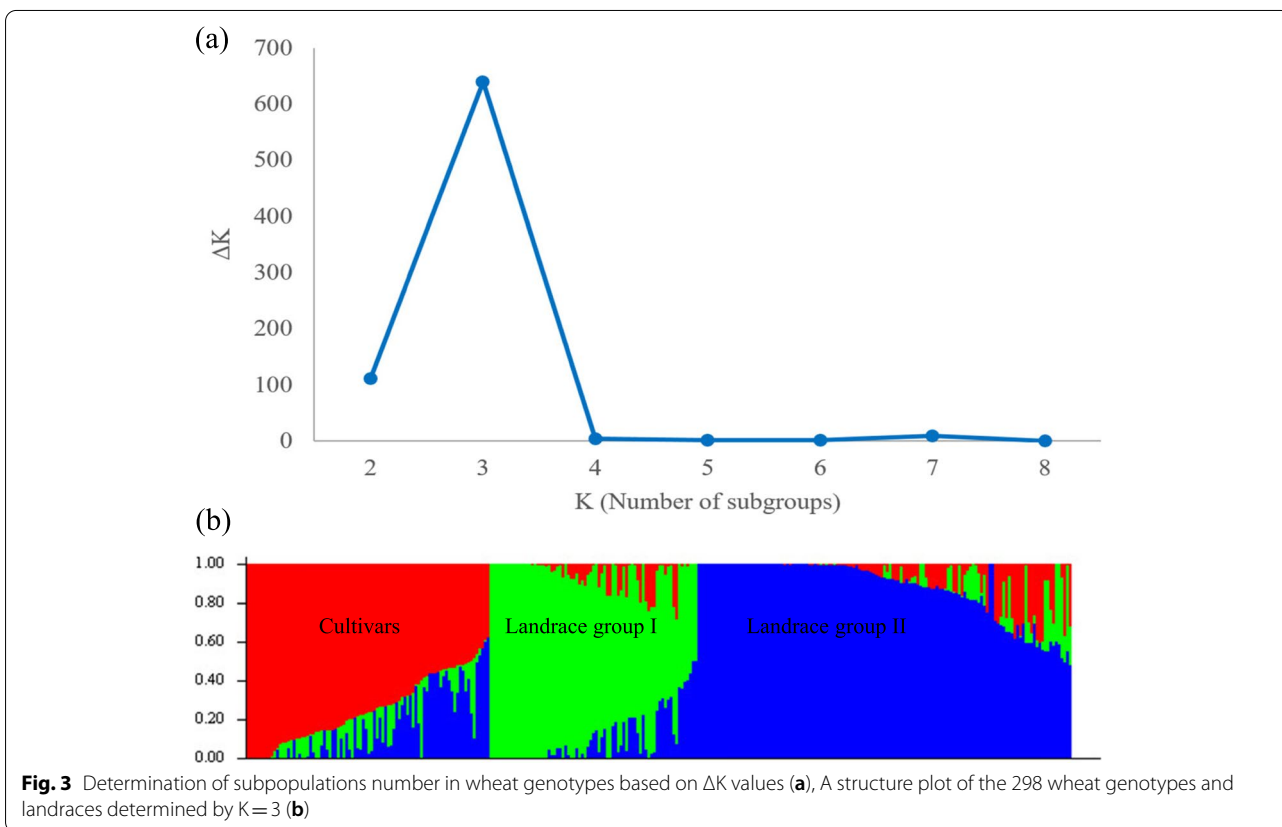 (a)
700
600
500
400
300
200
100
0
ΔK
2 3 4 5 6 7 8
K (Number of subgroups)
(b)
1.00
0.80
0.60
0.40
0.20
0.00
Cultivars Landrace group I Landrace group II
Fig. 3 Determination of subpopulations number in wheat genotypes based on ΔK values (a), A structure plot of the 298 wheat genotypes and
landraces determined by K = 3 (b)